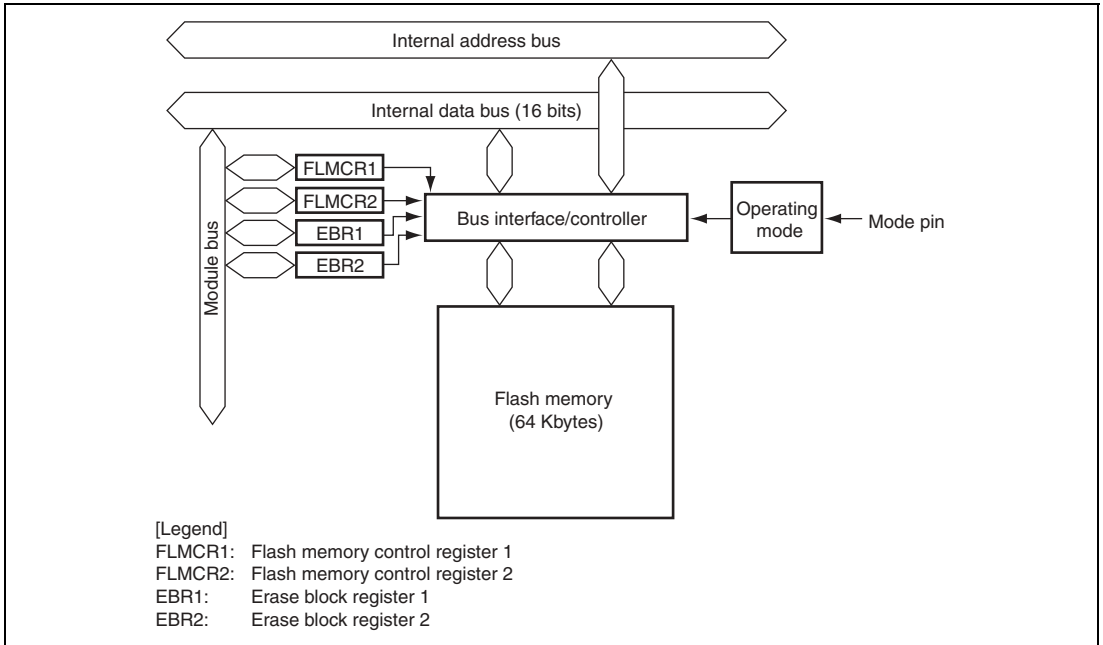 Internal address bus
Internal data bus (16 bits)
Module bus
FLMCR1
FLMCR2
EBR1
EBR2
Bus interface/controller
Operating
mode
Mode pin
Flash memory
(64 Kbytes)
[Legend]
FLMCR1: Flash memory control register 1
FLMCR2: Flash memory control register 2
EBR1: Erase block register 1
EBR2: Erase block register 2